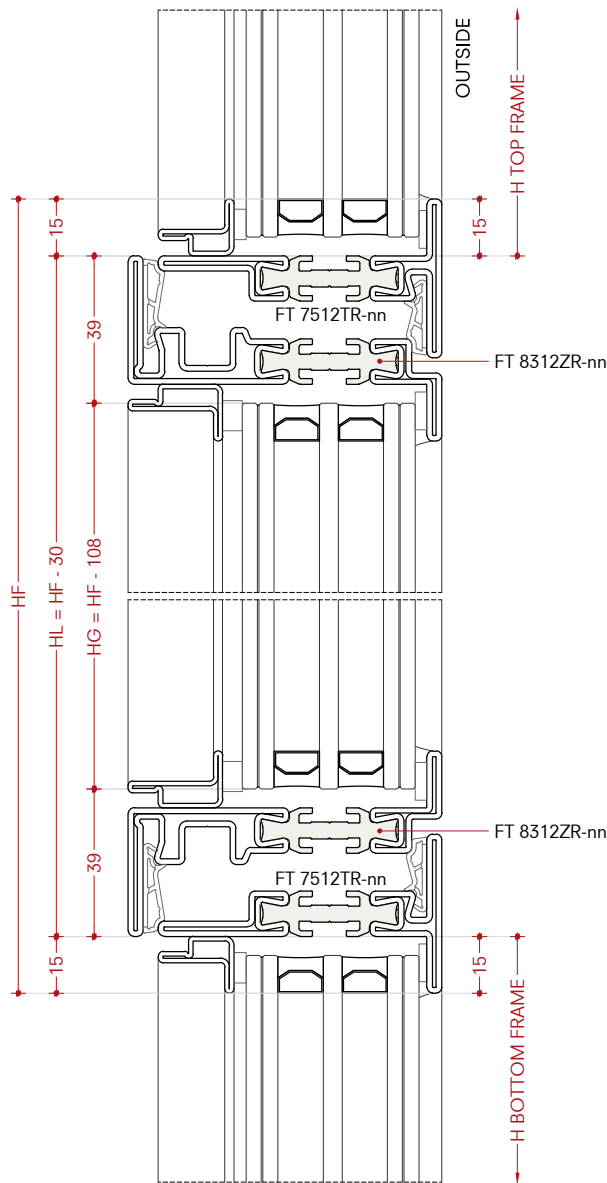 OUTSIDE
H TOP FRAME
15
15
39
FT 7512TR-nn
FT 8312ZR-nn
HF
HL = HF - 30
HG = HF - 108
39
FT 8312ZR-nn
FT 7512TR-nn
15
15
H BOTTOM FRAME